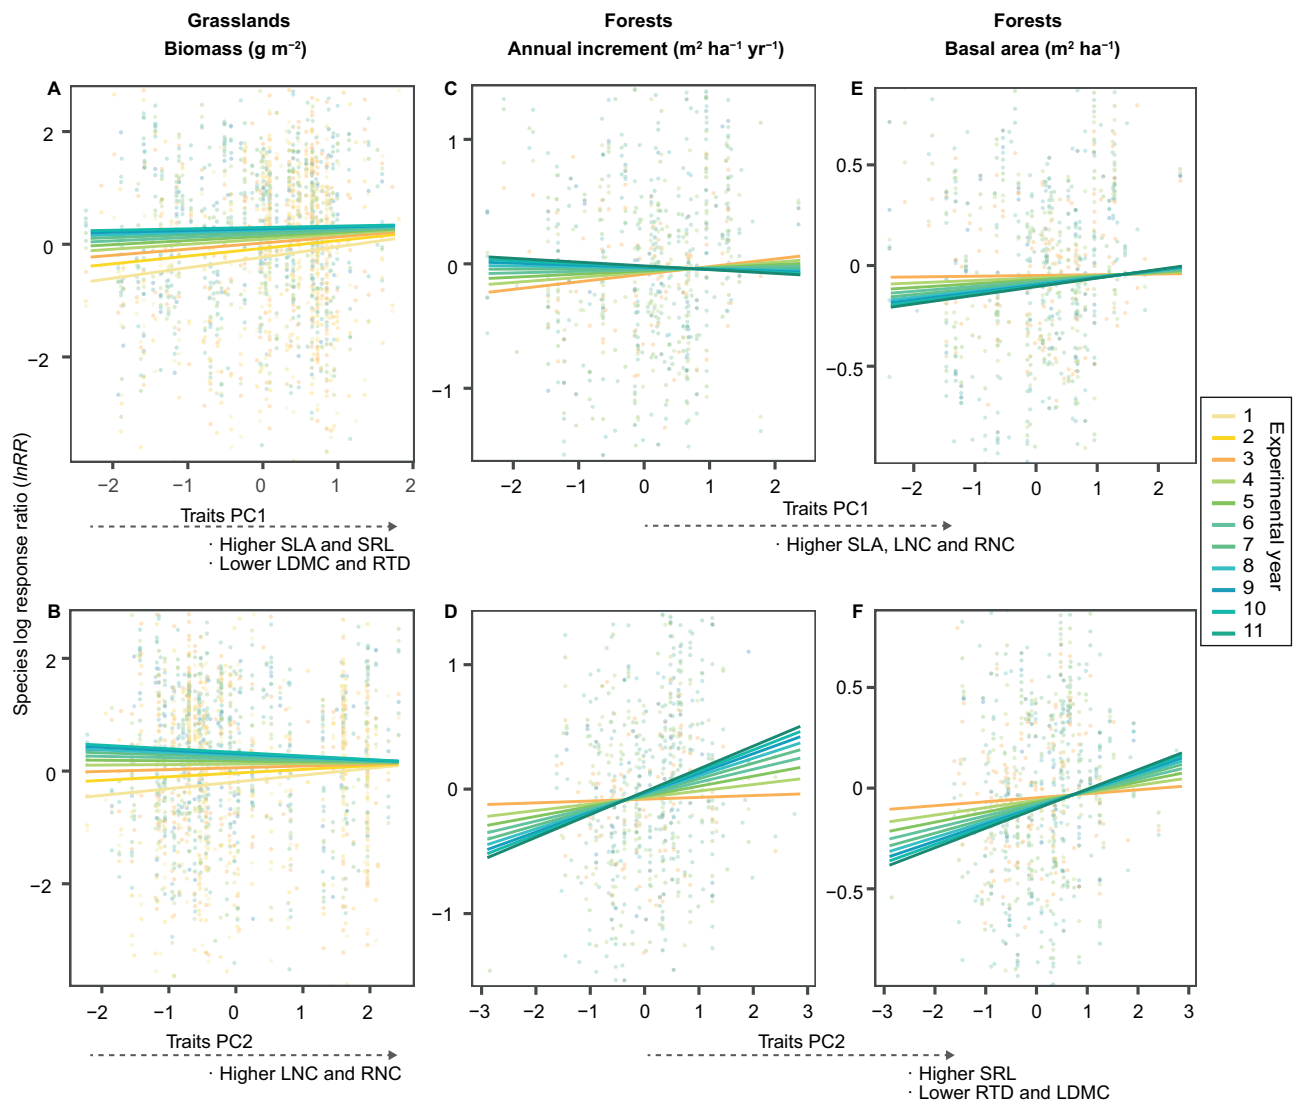 Grasslands
Biomass (g m⁻²)
Forests
Annual increment (m² ha⁻¹ yr⁻¹)
Forests
Basal area (m² ha⁻¹)
Species log response ratio (lnRR)
A
2
0
−2
−2 −1 0 1 2
C
1
0
−1
−2 −1 0 1 2
E
0.5
0
−0.5
−2 −1 0 1 2
Traits PC1
· Higher SLA and SRL
· Lower LDMC and RTD
Traits PC1
· Higher SLA, LNC and RNC
Experimental year
1
2
3
4
5
6
7
8
9
10
11
B
2
0
−2
−2 −1 0 1 2
D
1
0
−1
−3 −2 −1 0 1 2 3
F
0.5
0
−0.5
−3 −2 −1 0 1 2 3
Traits PC2
· Higher LNC and RNC
Traits PC2
· Higher SRL
· Lower RTD and LDMC